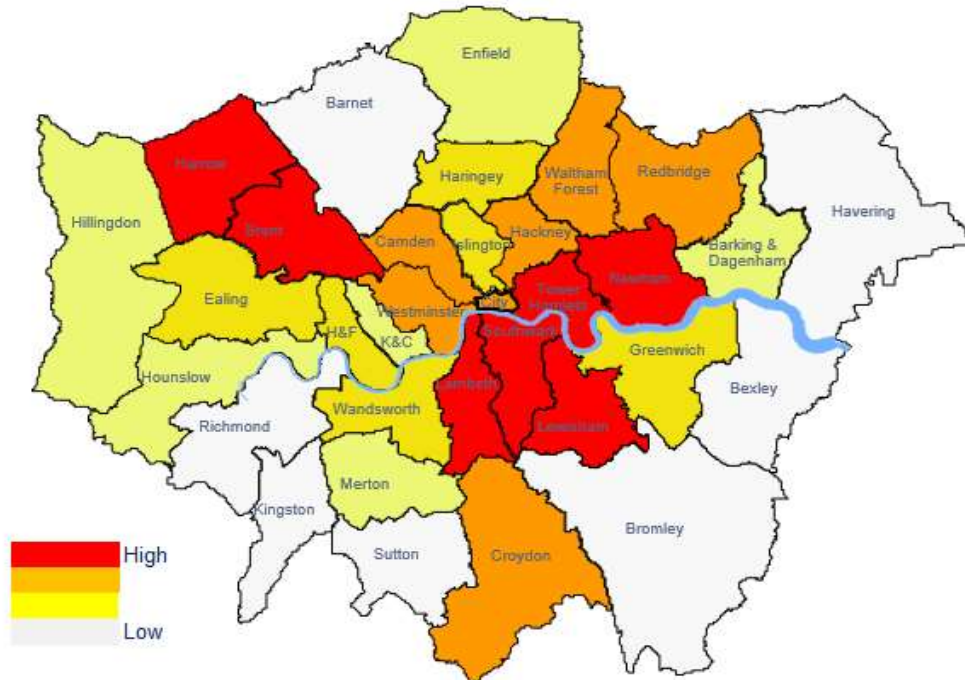 Enfield
Barnet
Harrow
Haringey
Waltham
Forest
Redbridge
Hillingdon
Brent
Camden
Islington
Hackney
Havering
Barking &
Dagenham
Newham
Tower
Hamlets
Ealing
Westminster
City
H&F
K&C
Southwark
Greenwich
Hounslow
Lambeth
Bexley
Richmond
Wandsworth
Lewisham
Merton
Kingston
Bromley
Sutton
Croydon
High
Low